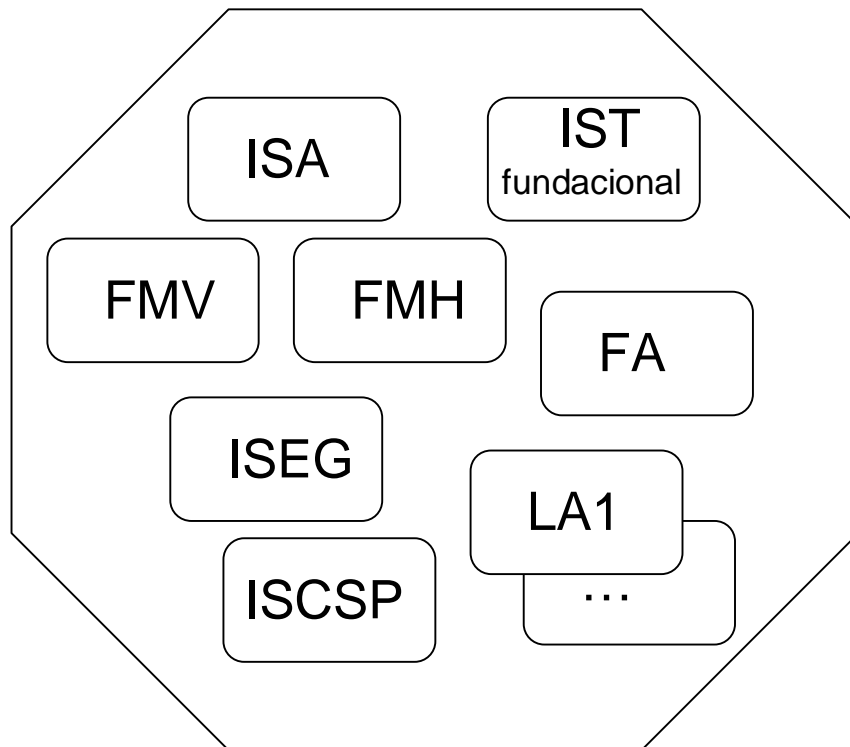 ISA
IST
fundacional
FMV
FMH
FA
ISEG
LA1
...
ISCSP